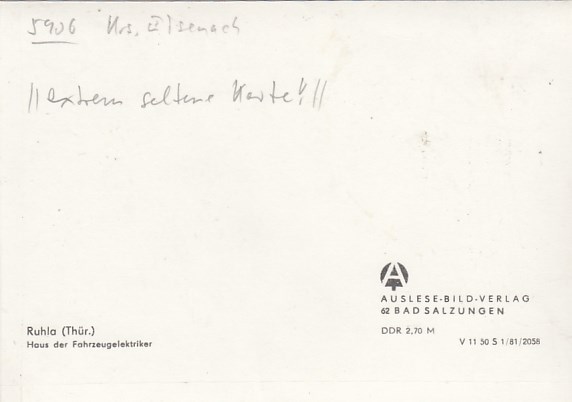 5906 Krs. Eisenach
//extrem seltene Karte!!//
A
AUSLESE-BILD-VERLAG
62 BAD SALZUNGEN
Ruhla (Thür.)
Haus der Fahrzeugelektriker
DDR 2,70 M
V 11 50 S 1/81/2058